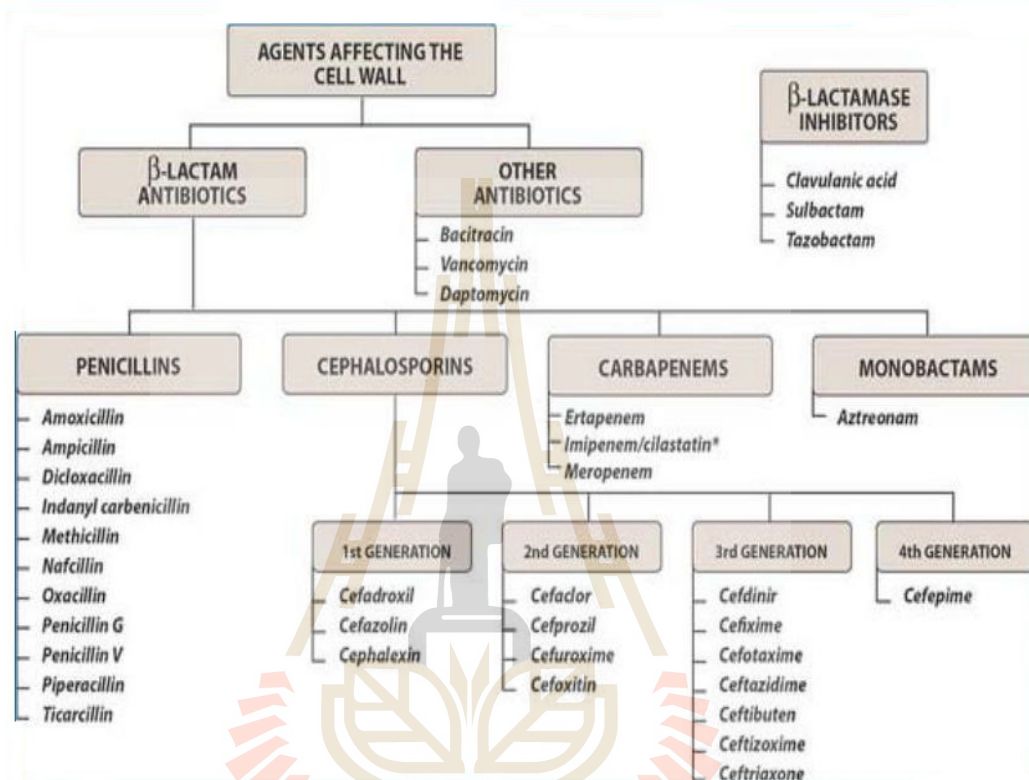 AGENTS AFFECTING THE
CELL WALL
β-LACTAMASE
INHIBITORS
Clavulanic acid
Sulbactam
Tazobactam
β-LACTAM
ANTIBIOTICS
OTHER
ANTIBIOTICS
Bacitracin
Vancomycin
Daptomycin
PENICILLINS
Amoxicillin
Ampicillin
Dicloxacillin
Indanyl carbenicillin
Methicillin
Nafcillin
Oxacillin
Penicillin G
Penicillin V
Piperacillin
Ticarcillin
CEPHALOSPORINS
CARBAPENEMS
Ertapenem
Imipenem/cilastatin*
Meropenem
MONOBACTAMS
Aztreonam
1st GENERATION
Cefadroxil
Cefazolin
Cephalexin
2nd GENERATION
Cefaclor
Cefprozil
Cefuroxime
Cefoxitin
3rd GENERATION
Cefdinir
Cefixime
Cefotaxime
Ceftazidime
Ceftibuten
Ceftizoxime
Ceftriaxone
4th GENERATION
Cefepime